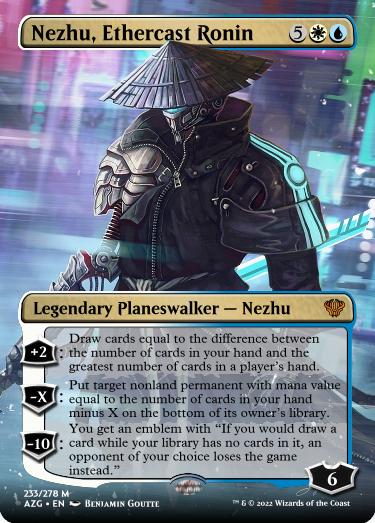 Nezhu, Ethercast Ronin 5
Legendary Planeswalker — Nezhu
+2 : Draw cards equal to the difference between
the number of cards in your hand and the
greatest number of cards in a player's hand.
-X : Put target nonland permanent with mana value
equal to the number of cards in your hand
minus X on the bottom of its owner's library.
-10 : You get an emblem with “If you would draw a
card while your library has no cards in it, an
opponent of your choice loses the game
instead.”
6
233/278 M
AZG • EN Benjamin Goutte
™ & © 2022 Wizards of the Coast